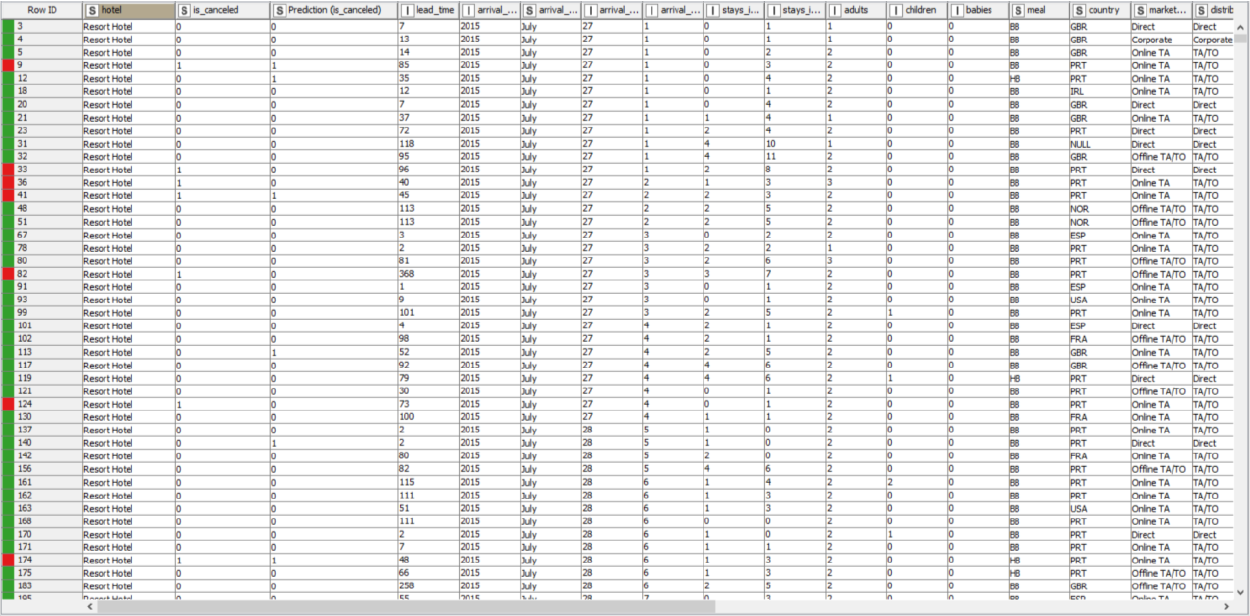 Row ID S hotel S is_canceled S Prediction (is_canceled) I lead_time I arrival_... S arrival_... I arrival_... I arrival_... I stays_i... I stays_i... I adults I children I babies S meal S country S market... S distrib
3 Resort Hotel 0 0 7 2015 July 27 1 0 1 1 0 0 BB GBR Direct Direct
4 Resort Hotel 0 0 13 2015 July 27 1 0 1 1 0 0 BB GBR Corporate Corporate
5 Resort Hotel 0 0 14 2015 July 27 1 0 2 2 0 0 BB GBR Online TA TA/TO
9 Resort Hotel 1 1 85 2015 July 27 1 0 3 2 0 0 BB PRT Online TA TA/TO
12 Resort Hotel 0 1 35 2015 July 27 1 0 4 2 0 0 HB PRT Online TA TA/TO
18 Resort Hotel 0 0 12 2015 July 27 1 0 1 2 0 0 BB IRL Online TA TA/TO
20 Resort Hotel 0 0 7 2015 July 27 1 0 4 2 0 0 BB GBR Direct Direct
21 Resort Hotel 0 0 37 2015 July 27 1 1 4 1 0 0 BB GBR Online TA TA/TO
23 Resort Hotel 0 0 72 2015 July 27 1 2 4 2 0 0 BB PRT Direct Direct
31 Resort Hotel 0 0 118 2015 July 27 1 4 10 1 0 0 BB NULL Direct Direct
32 Resort Hotel 0 0 95 2015 July 27 1 4 11 2 0 0 BB GBR Offline TA/TO TA/TO
33 Resort Hotel 1 0 96 2015 July 27 1 2 8 2 0 0 BB PRT Direct Direct
36 Resort Hotel 1 0 40 2015 July 27 2 1 3 3 0 0 BB PRT Online TA TA/TO
41 Resort Hotel 1 1 45 2015 July 27 2 2 3 2 0 0 BB PRT Online TA TA/TO
48 Resort Hotel 0 0 113 2015 July 27 2 2 5 2 0 0 BB NOR Offline TA/TO TA/TO
51 Resort Hotel 0 0 113 2015 July 27 2 2 5 2 0 0 BB NOR Offline TA/TO TA/TO
67 Resort Hotel 0 0 3 2015 July 27 3 0 2 2 0 0 BB ESP Online TA TA/TO
78 Resort Hotel 0 0 2 2015 July 27 3 2 2 1 0 0 BB PRT Online TA TA/TO
80 Resort Hotel 0 0 81 2015 July 27 3 2 6 3 0 0 BB PRT Offline TA/TO TA/TO
82 Resort Hotel 1 0 368 2015 July 27 3 3 7 2 0 0 BB PRT Offline TA/TO TA/TO
91 Resort Hotel 0 0 1 2015 July 27 3 0 1 2 0 0 BB ESP Online TA TA/TO
93 Resort Hotel 0 0 9 2015 July 27 3 0 1 2 0 0 BB USA Online TA TA/TO
99 Resort Hotel 0 0 101 2015 July 27 3 2 5 2 1 0 BB PRT Online TA TA/TO
101 Resort Hotel 0 0 4 2015 July 27 4 2 1 2 0 0 BB ESP Direct Direct
102 Resort Hotel 0 0 98 2015 July 27 4 2 1 2 0 0 BB FRA Offline TA/TO TA/TO
113 Resort Hotel 0 1 52 2015 July 27 4 2 5 2 0 0 BB GBR Online TA TA/TO
117 Resort Hotel 0 0 92 2015 July 27 4 4 6 2 0 0 BB GBR Offline TA/TO TA/TO
119 Resort Hotel 0 0 79 2015 July 27 4 4 6 2 1 0 HB PRT Direct Direct
121 Resort Hotel 0 0 30 2015 July 27 4 0 1 2 0 0 BB PRT Offline TA/TO TA/TO
124 Resort Hotel 1 0 73 2015 July 27 4 0 1 2 0 0 BB PRT Online TA TA/TO
130 Resort Hotel 0 0 100 2015 July 27 4 1 1 2 0 0 BB FRA Online TA TA/TO
137 Resort Hotel 0 0 2 2015 July 28 5 1 0 2 0 0 BB PRT Online TA TA/TO
140 Resort Hotel 0 1 2 2015 July 28 5 1 0 2 0 0 BB PRT Direct Direct
142 Resort Hotel 0 0 80 2015 July 28 5 2 0 2 0 0 BB FRA Online TA TA/TO
156 Resort Hotel 0 0 82 2015 July 28 5 4 6 2 0 0 BB PRT Offline TA/TO TA/TO
161 Resort Hotel 0 0 115 2015 July 28 6 1 4 2 2 0 BB PRT Online TA TA/TO
162 Resort Hotel 0 0 111 2015 July 28 6 1 3 2 0 0 BB PRT Online TA TA/TO
163 Resort Hotel 0 0 51 2015 July 28 6 1 3 2 0 0 BB USA Online TA TA/TO
168 Resort Hotel 0 0 111 2015 July 28 6 0 0 2 0 0 BB PRT Online TA TA/TO
170 Resort Hotel 0 0 2 2015 July 28 6 1 0 2 1 0 BB PRT Direct Direct
171 Resort Hotel 0 0 7 2015 July 28 6 1 1 2 0 0 BB PRT Online TA TA/TO
174 Resort Hotel 1 1 48 2015 July 28 6 1 3 2 0 0 HB PRT Online TA TA/TO
175 Resort Hotel 0 0 66 2015 July 28 6 1 3 2 0 0 HB PRT Offline TA/TO TA/TO
183 Resort Hotel 0 0 258 2015 July 28 6 2 5 2 0 0 BB GBR Offline TA/TO TA/TO
195 Resort Hotel 0 0 55 2015 July 28 7 0 3 2 0 0 BB ESP Online TA TA/TO